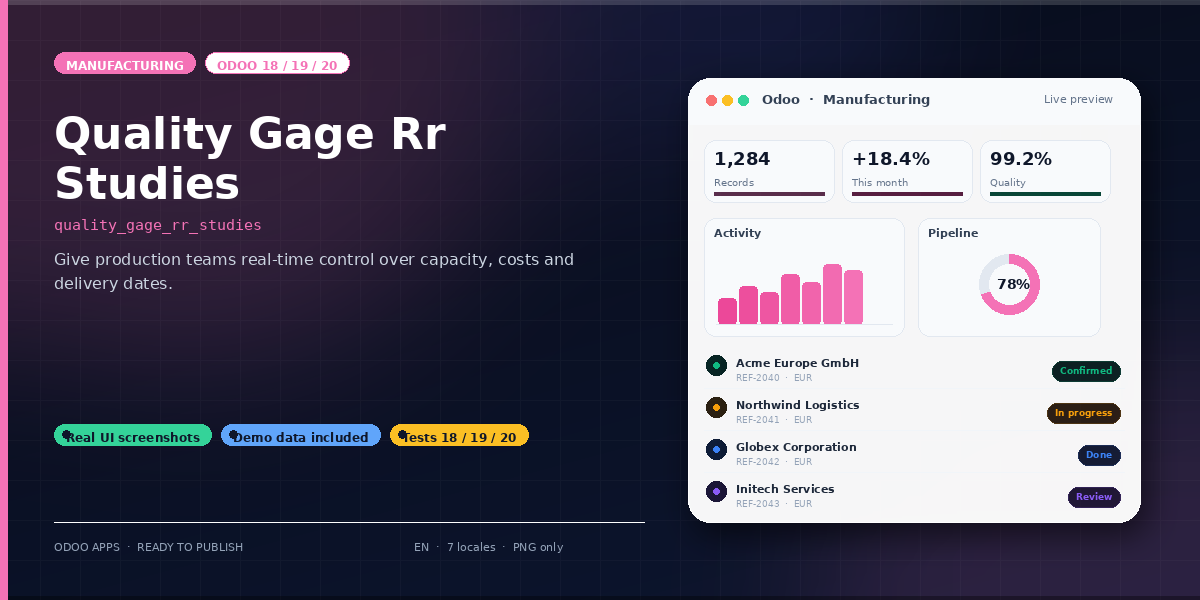 MANUFACTURING
ODOO 18 / 19 / 20
Quality Gage Rr
Studies
quality_gage_rr_studies
Give production teams real-time control over capacity, costs and
delivery dates.
Real UI screenshots
Demo data included
Tests 18 / 19 / 20
ODOO APPS · READY TO PUBLISH
EN · 7 locales · PNG only
Odoo · Manufacturing
Live preview
1,284
Records
+18.4%
This month
99.2%
Quality
Activity
Pipeline
78%
Acme Europe GmbH
REF-2040 · EUR
Confirmed
Northwind Logistics
REF-2041 · EUR
In progress
Globex Corporation
REF-2042 · EUR
Done
Initech Services
REF-2043 · EUR
Review